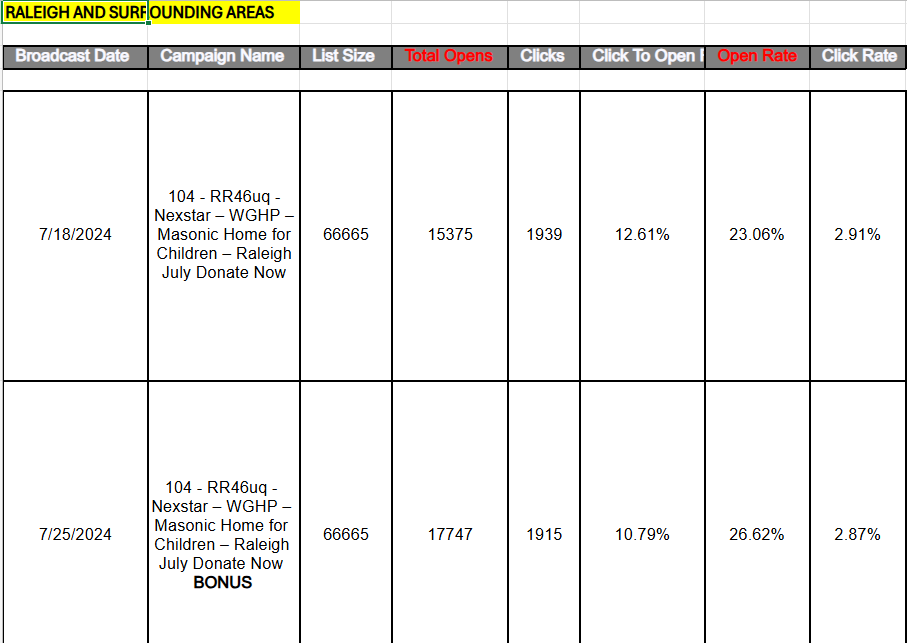 RALEIGH AND SURROUNDING AREAS
Broadcast Date Campaign Name List Size Total Opens Clicks Click To Open Open Rate Click Rate
7/18/2024
104 - RR46uq -
Nexstar – WGHP –
Masonic Home for
Children – Raleigh
July Donate Now
66665 15375 1939 12.61% 23.06% 2.91%
7/25/2024
104 - RR46uq -
Nexstar – WGHP –
Masonic Home for
Children – Raleigh
July Donate Now
BONUS
66665 17747 1915 10.79% 26.62% 2.87%